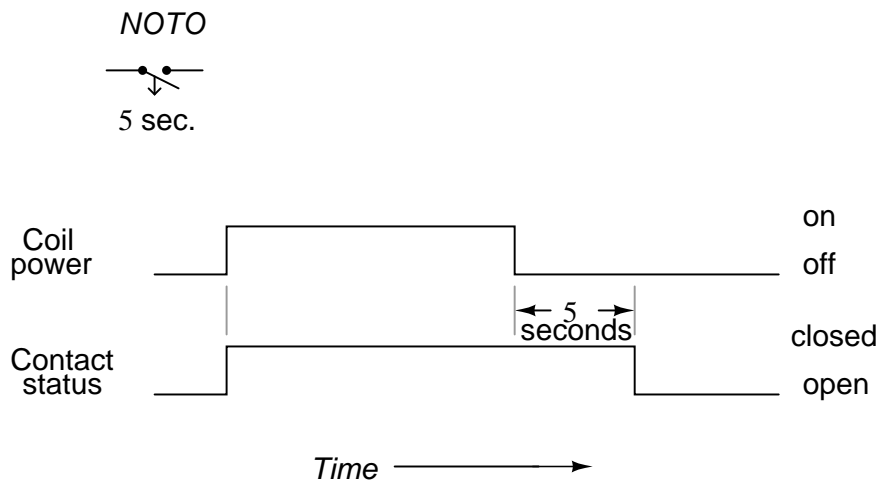 NOTO
5 sec.
Coil
power
on
off
5
seconds
Contact
status
closed
open
Time